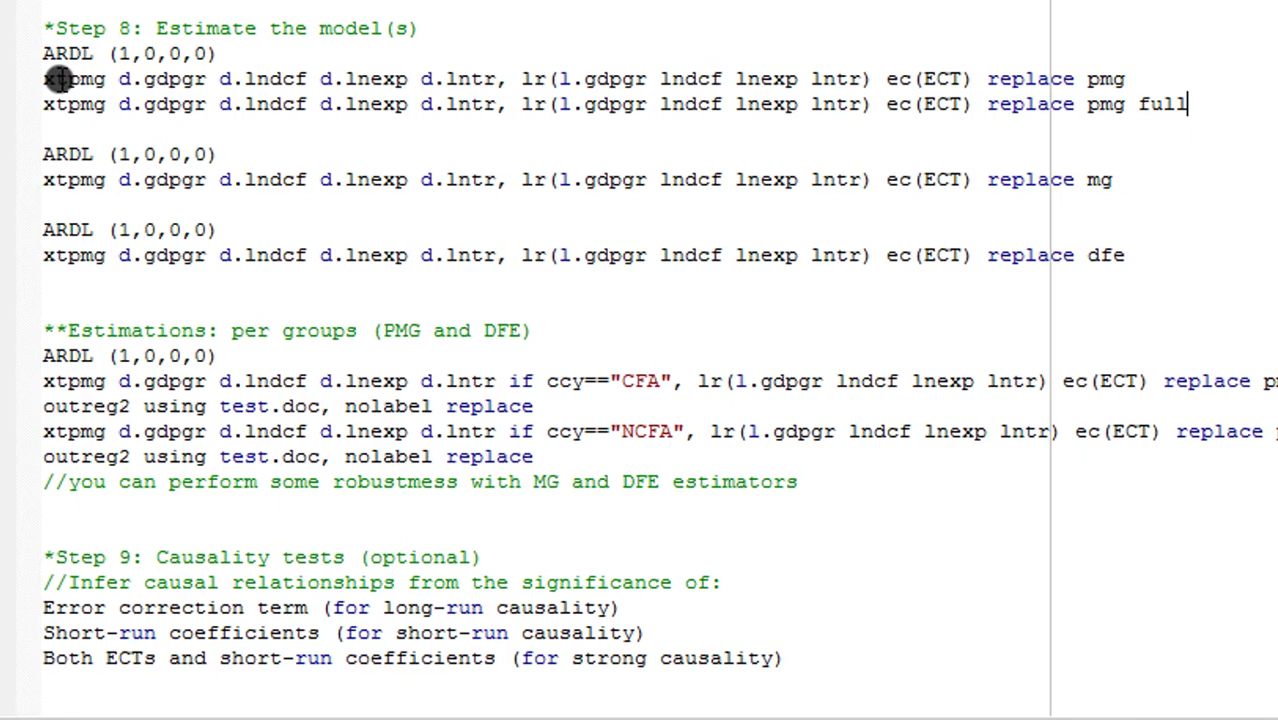 *Step 8: Estimate the model(s)
ARDL (1,0,0,0)
xtpmg d.gdpgr d.lndcf d.lnexp d.lntr, lr(l.gdpgr lndcf lnexp lntr) ec(ECT) replace pmg
xtpmg d.gdpgr d.lndcf d.lnexp d.lntr, lr(l.gdpgr lndcf lnexp lntr) ec(ECT) replace pmg full
ARDL (1,0,0,0)
xtpmg d.gdpgr d.lndcf d.lnexp d.lntr, lr(l.gdpgr lndcf lnexp lntr) ec(ECT) replace mg
ARDL (1,0,0,0)
xtpmg d.gdpgr d.lndcf d.lnexp d.lntr, lr(l.gdpgr lndcf lnexp lntr) ec(ECT) replace dfe
**Estimations: per groups (PMG and DFE)
ARDL (1,0,0,0)
xtpmg d.gdpgr d.lndcf d.lnexp d.lntr if ccy=="CFA", lr(l.gdpgr lndcf lnexp lntr) ec(ECT) replace
outreg2 using test.doc, nolabel replace
xtpmg d.gdpgr d.lndcf d.lnexp d.lntr if ccy=="NCFA", lr(l.gdpgr lndcf lnexp lntr) ec(ECT) replace
outreg2 using test.doc, nolabel replace
//you can perform some robustmess with MG and DFE estimators
*Step 9: Causality tests (optional)
//Infer causal relationships from the significance of:
Error correction term (for long-run causality)
Short-run coefficients (for short-run causality)
Both ECTs and short-run coefficients (for strong causality)